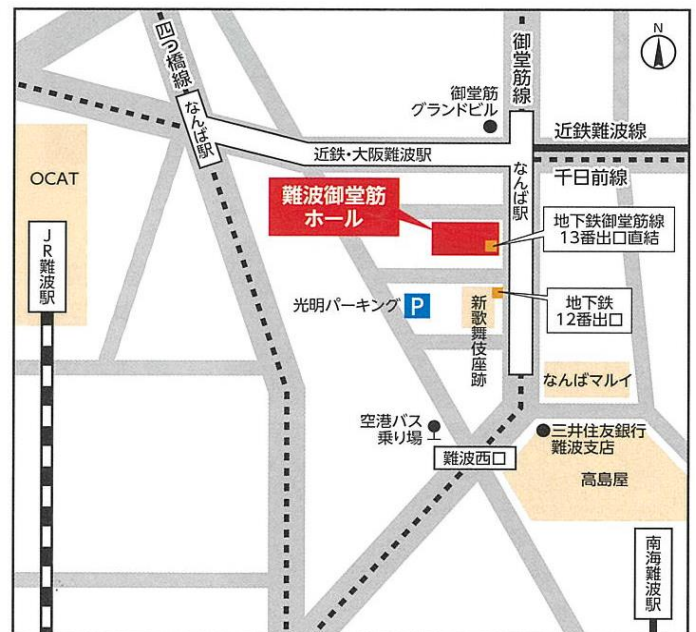 四つ橋線
御堂筋線
N
なんば駅
御堂筋
グランドビル
近鉄・大阪難波駅
近鉄難波線
千日前線
なんば駅
OCAT
難波御堂筋
ホール
地下鉄御堂筋線
13番出口直結
JR難波駅
光明パーキング P
新歌舞伎座跡
地下鉄
12番出口
なんばマルイ
空港バス
乗り場
難波西口
三井住友銀行
難波支店
高島屋
南海難波駅